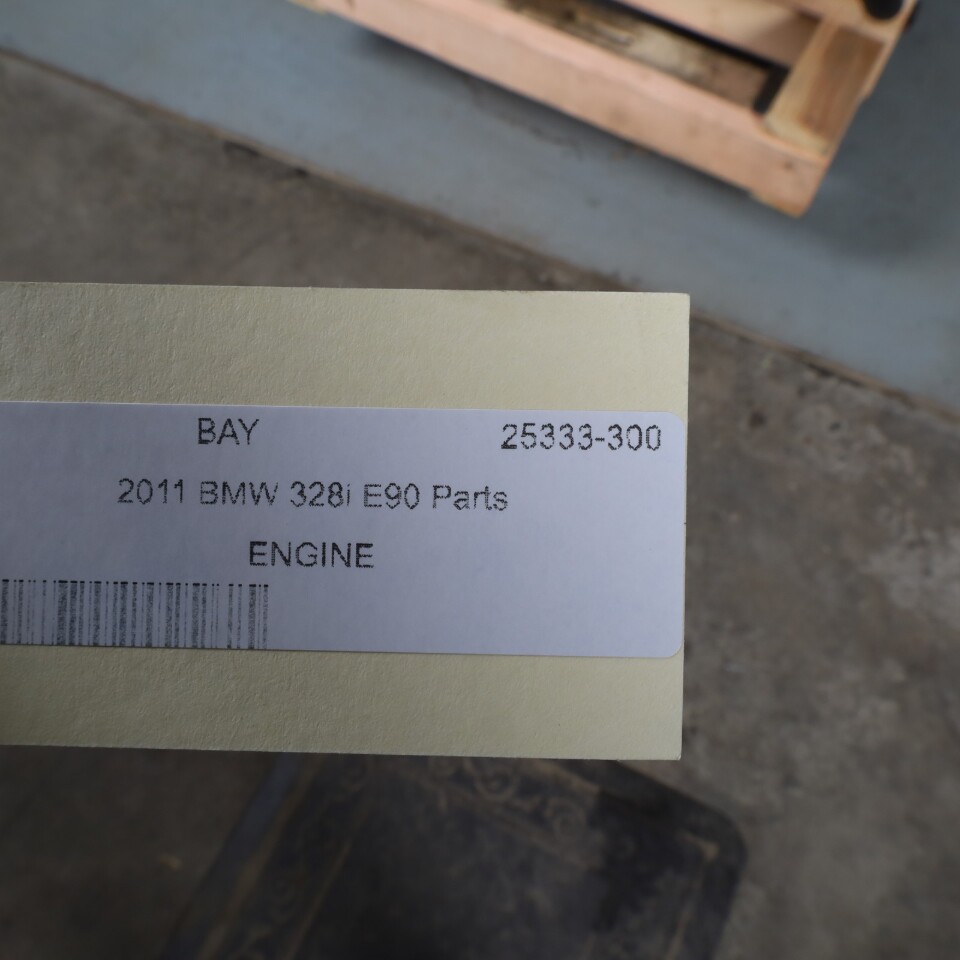 BAY 25333-300
2011 BMW 328i E90 Parts
ENGINE